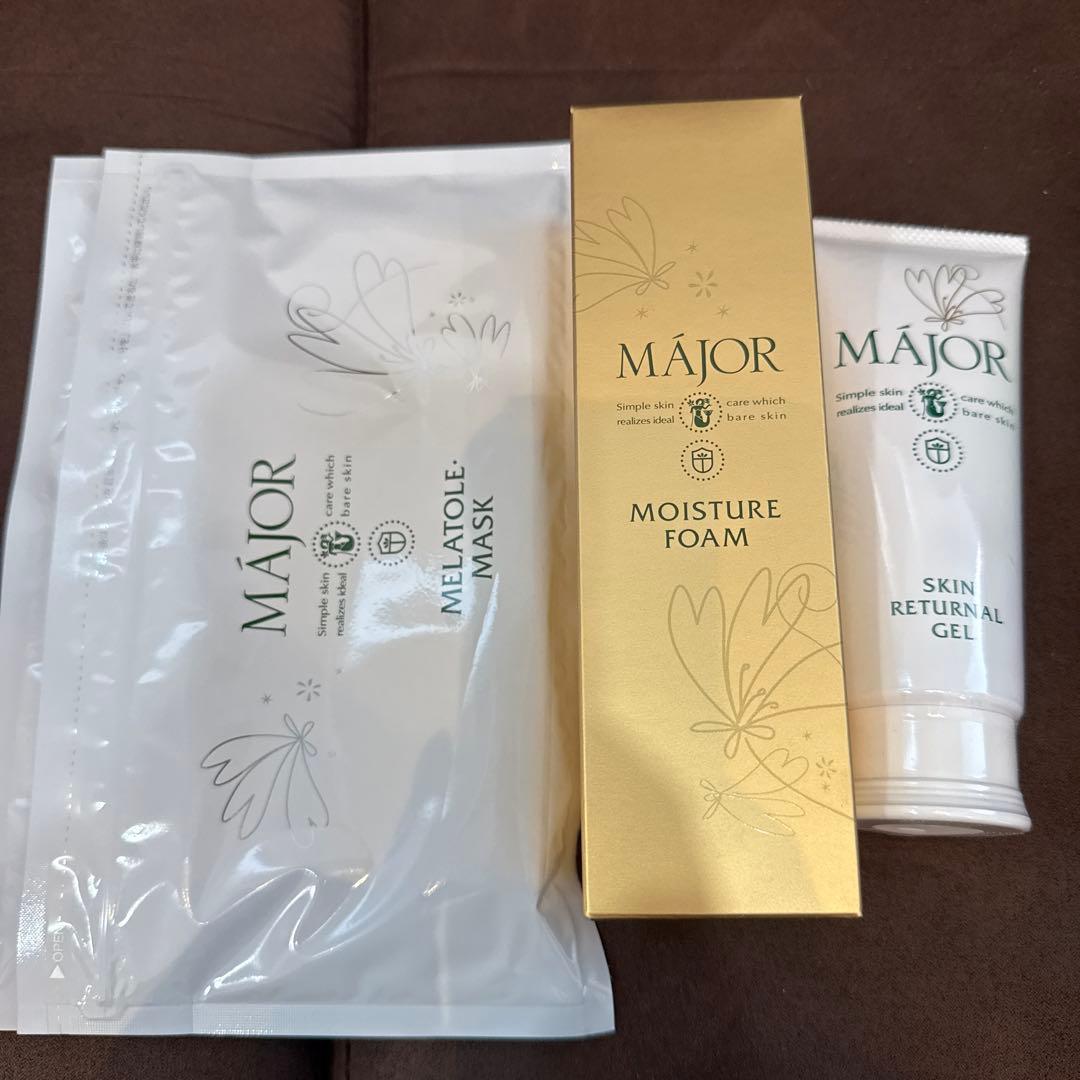 MÁJOR
Simple skin care which
realizes ideal bare skin
MELATOLE.
MASK
▶OPEN
MÁJOR
Simple skin care which
realizes ideal bare skin
MOISTURE
FOAM
MÁJOR
Simple skin care which
realizes ideal bare skin
SKIN
RETURNAL
GEL